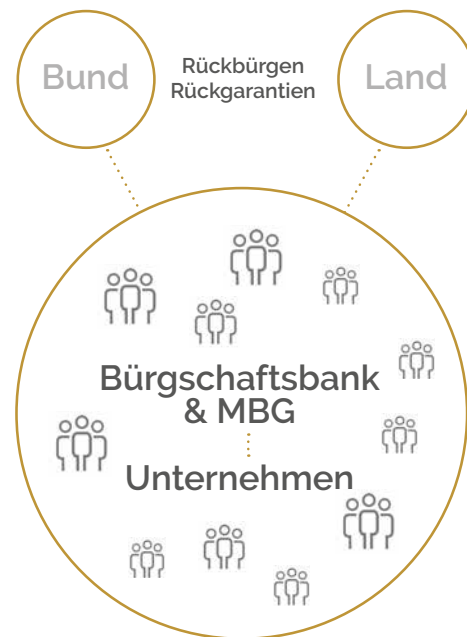 Bund
Rückbürgen
Rückgarantien
Land
Bürgschaftsbank
& MBG
Unternehmen